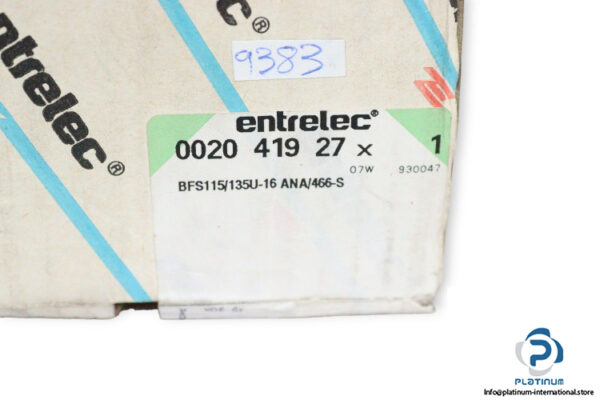 9383
entrelec®
entrelec®
0020 419 27 x 1
07W 930047
BFS115/135U-16 ANA/466-S
PLATINUM
Info@platinum-international.store